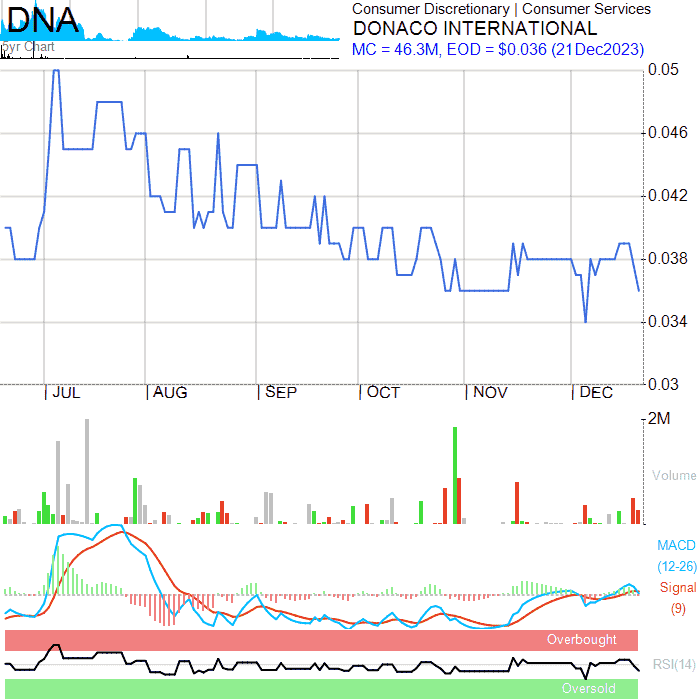 DNA
5yr Chart
Consumer Discretionary | Consumer Services
DONACO INTERNATIONAL
MC = 46.3M, EOD = $0.036 (21Dec2023)
0.05
0.046
0.042
0.038
0.034
0.03
JUL
AUG
SEP
OCT
NOV
DEC
2M
Volume
MACD
(12-26)
Signal
(9)
Overbought
RSI(14)
Oversold